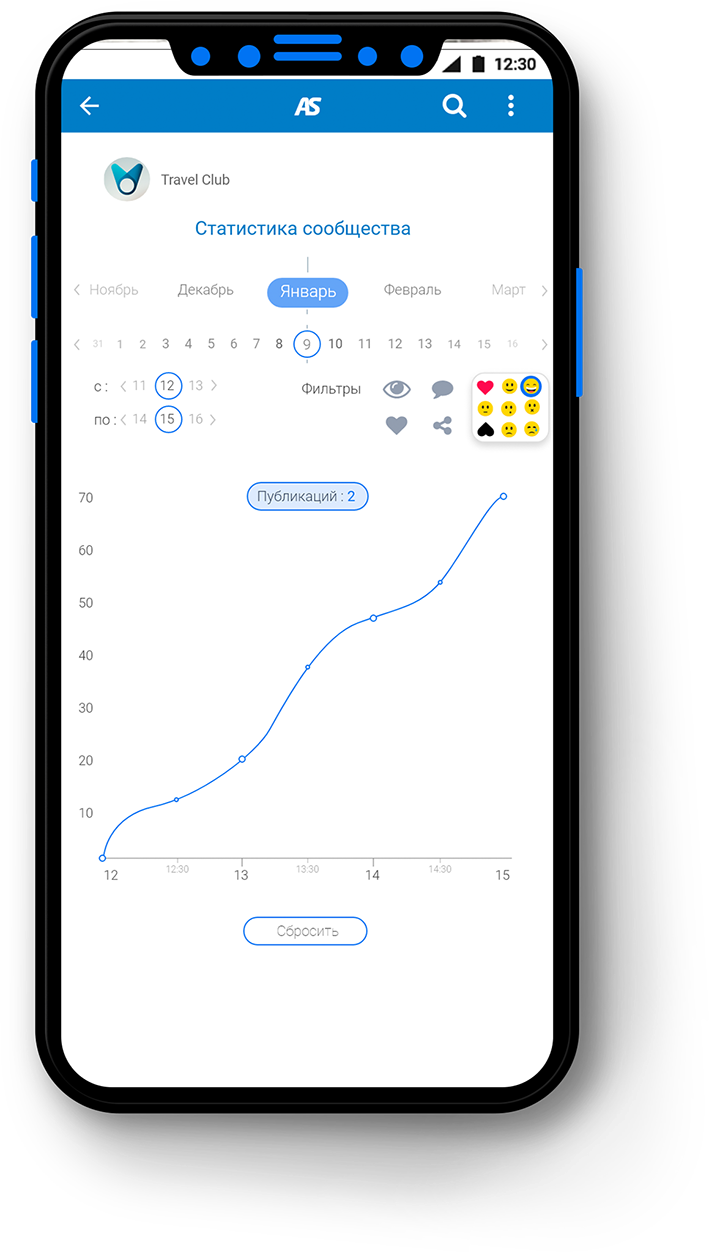 12:30
AS
Travel Club
Статистика сообщества
Ноябрь Декабрь Январь Февраль Март
31 1 2 3 4 5 6 7 8 9 10 11 12 13 14 15 16
с : 11 12 13
Фильтры
по : 14 15 16
Публикаций : 2
70
60
50
40
30
20
10
12 12:30 13 13:30 14 14:30 15
Сбросить